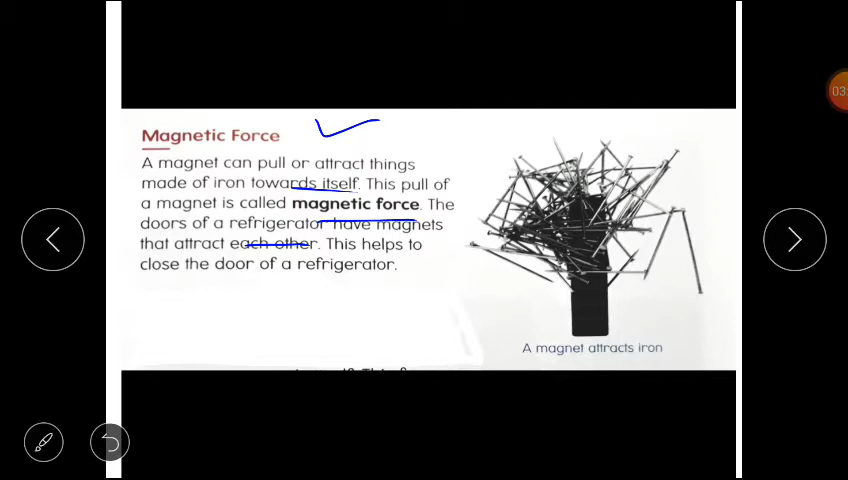 Magnetic Force
A magnet can pull or attract things
made of iron towards itself. This pull of
a magnet is called magnetic force. The
doors of a refrigerator have magnets
that attract each other. This helps to
close the door of a refrigerator.
A magnet attracts iron
03: